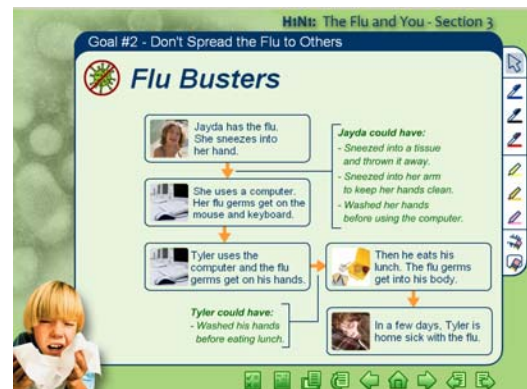 H1N1: The Flu and You - Section 3
Goal #2 - Don't Spread the Flu to Others
Flu Busters
Jayda has the flu.
She sneezes into
her hand.
Jayda could have:
- Sneezed into a tissue
and thrown it away.
- Sneezed into her arm
to keep her hands clean.
- Washed her hands
before using the computer.
She uses a computer.
Her flu germs get on the
mouse and keyboard.
Tyler uses the
computer and the flu
germs get on his hands.
Then he eats his
lunch. The flu germs
get into his body.
Tyler could have:
- Washed his hands
before eating lunch.
In a few days, Tyler is
home sick with the flu.